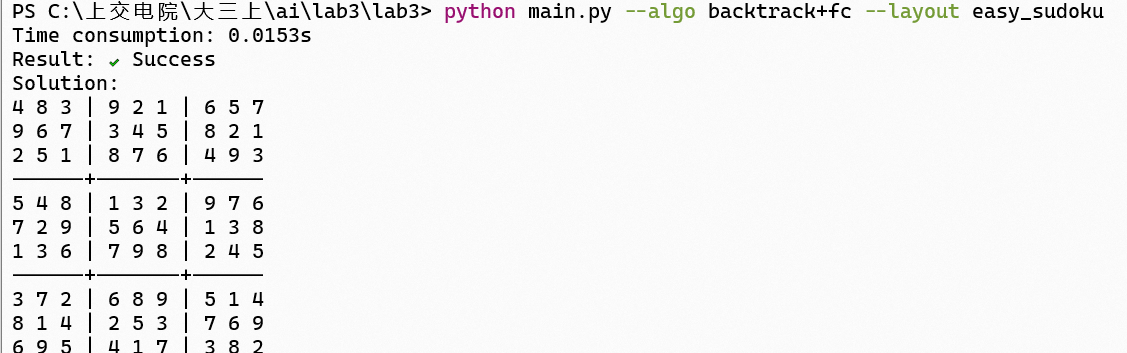 PS C:\上交电院\大三上\ai\lab3\lab3> python main.py --algo backtrack+fc --layout easy_sudoku
Time consumption: 0.0153s
Result: ✔ Success
Solution:
4 8 3 | 9 2 1 | 6 5 7
9 6 7 | 3 4 5 | 8 2 1
2 5 1 | 8 7 6 | 4 9 3
------+-------+------
5 4 8 | 1 3 2 | 9 7 6
7 2 9 | 5 6 4 | 1 3 8
1 3 6 | 7 9 8 | 2 4 5
------+-------+------
3 7 2 | 6 8 9 | 5 1 4
8 1 4 | 2 5 3 | 7 6 9
6 9 5 | 4 1 7 | 3 8 2